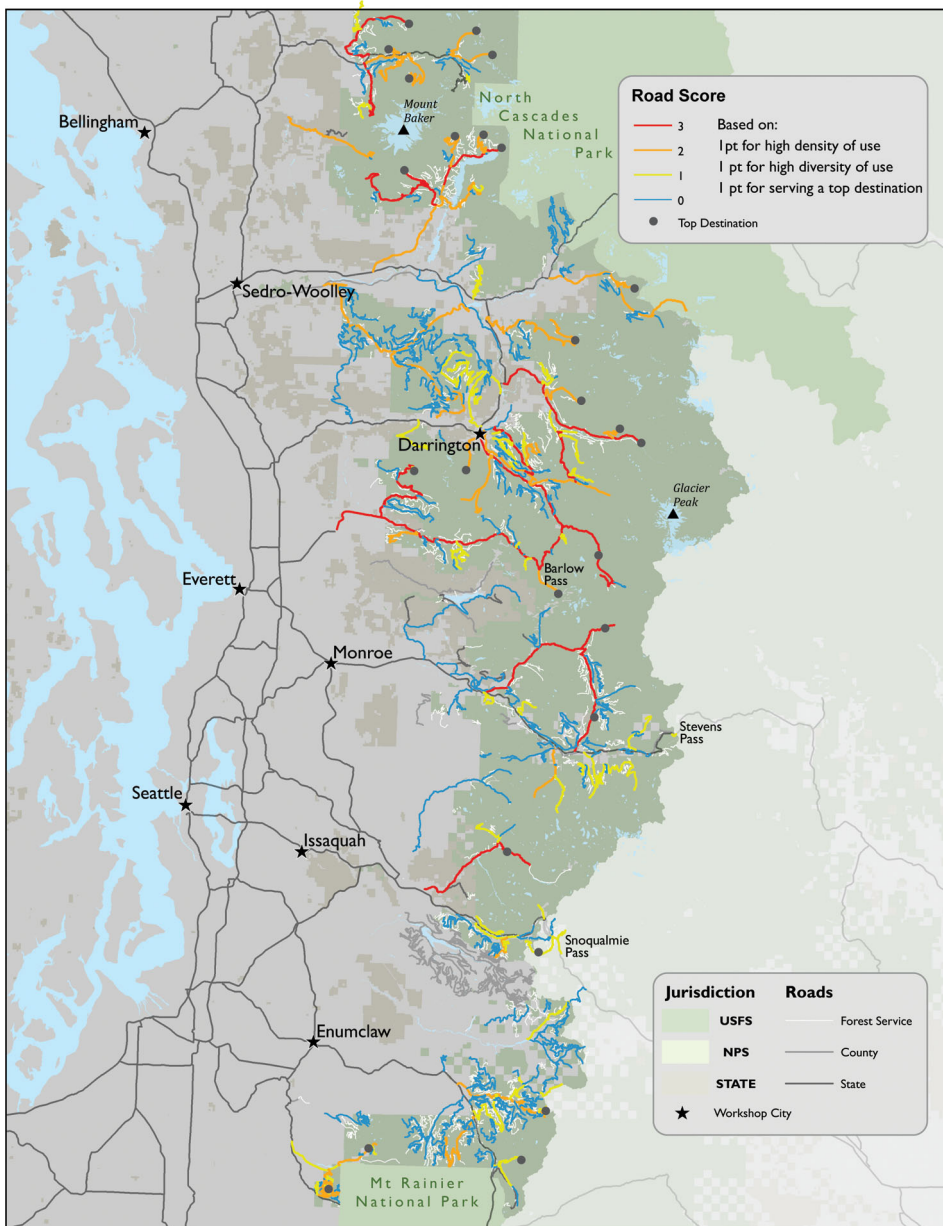 Bellingham
Mount
Baker
North
Cascades
National
Park
Road Score
3
2
1
0
Based on:
1pt for high density of use
1 pt for high diversity of use
1 pt for serving a top destination
Top Destination
Sedro-Woolley
Darrington
Glacier
Peak
Everett
Barlow
Pass
Monroe
Stevens
Pass
Seattle
Issaquah
Snoqualmie
Pass
Enumclaw
Jurisdiction
USFS
NPS
STATE
Workshop City
Roads
Forest Service
County
State
Mt Rainier
National Park